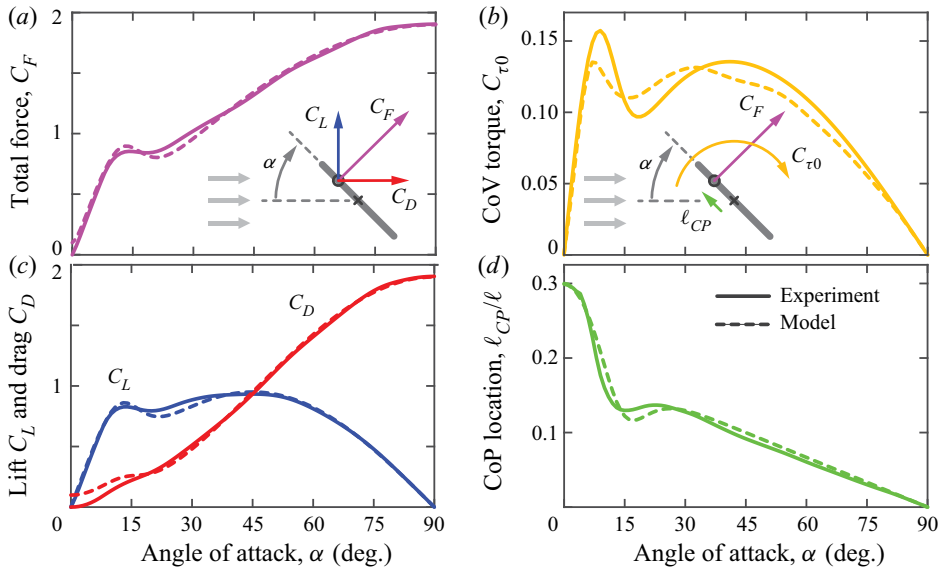 (a)
2
1
0
Total force, C_F
C_L
C_F
α
C_D
(b)
0.15
0.10
0.05
0
CoV torque, C_τ0
C_F
α
C_τ0
ℓ_CP
(c)
2
1
0
Lift C_L and drag C_D
C_D
C_L
0 15 30 45 60 75 90
Angle of attack, α (deg.)
(d)
0.3
0.2
0.1
CoP location, ℓ_CP/ℓ
Experiment
Model
0 15 30 45 60 75 90
Angle of attack, α (deg.)